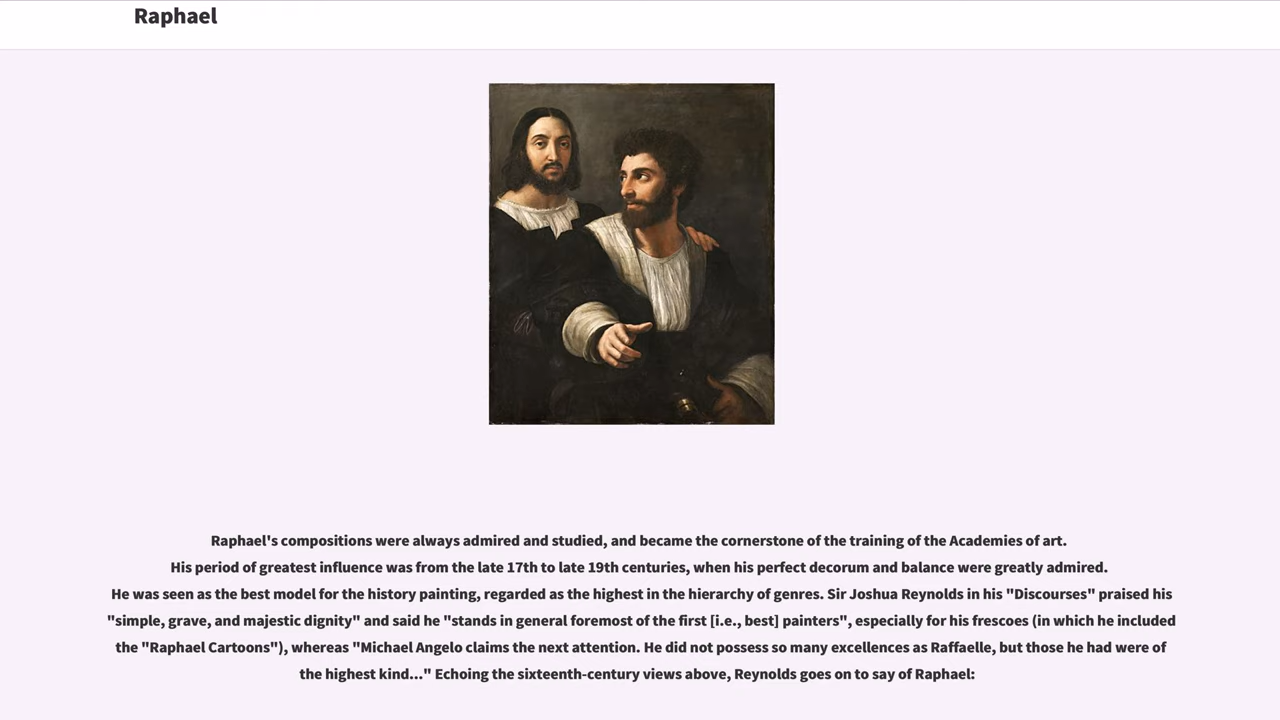 Raphael
Raphael's compositions were always admired and studied, and became the cornerstone of the training of the Academies of art.
His period of greatest influence was from the late 17th to late 19th centuries, when his perfect decorum and balance were greatly admired.
He was seen as the best model for the history painting, regarded as the highest in the hierarchy of genres. Sir Joshua Reynolds in his "Discourses" praised his
"simple, grave, and majestic dignity" and said he "stands in general foremost of the first [i.e., best] painters", especially for his frescoes (in which he included
the "Raphael Cartoons"), whereas "Michael Angelo claims the next attention. He did not possess so many excellences as Raffaelle, but those he had were of
the highest kind..." Echoing the sixteenth-century views above, Reynolds goes on to say of Raphael: